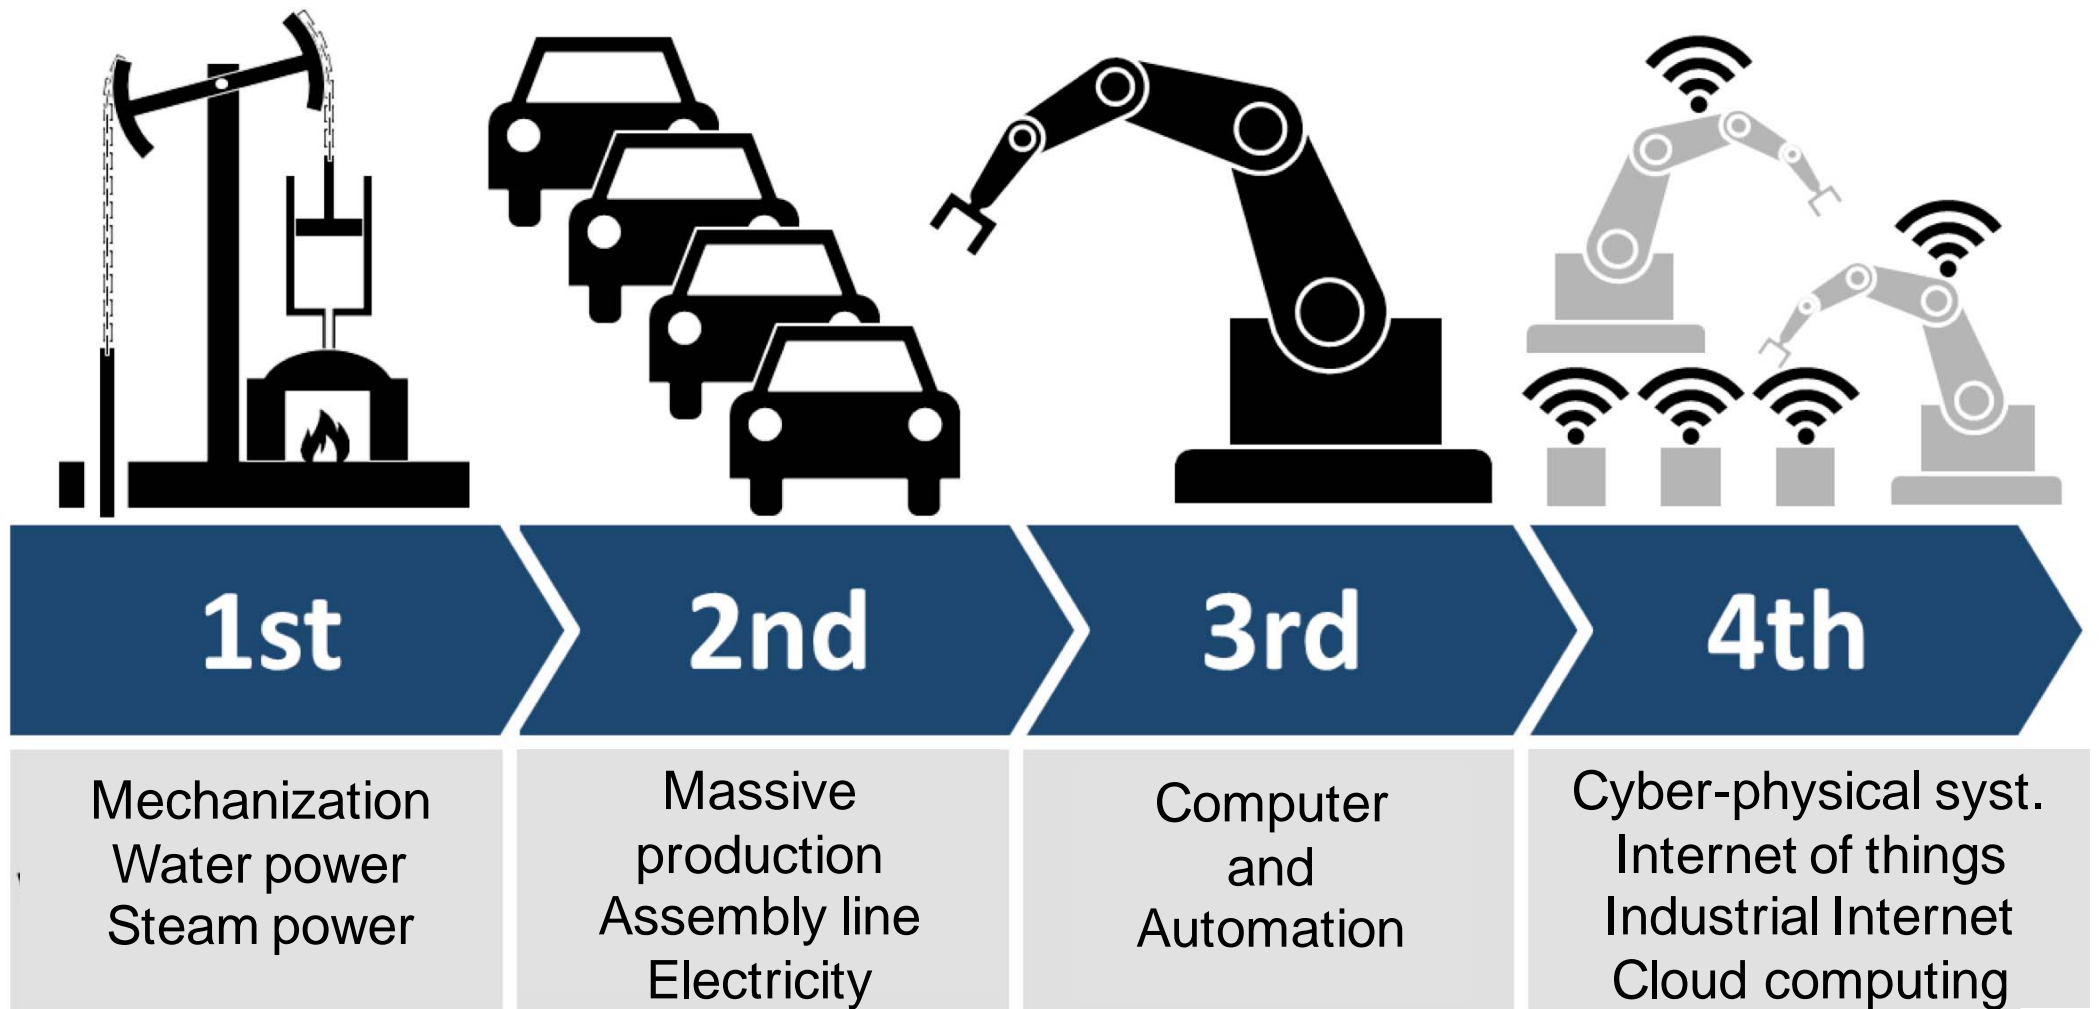 1st
2nd
3rd
4th
Mechanization
Water power
Steam power
Massive
production
Assembly line
Electricity
Computer
and
Automation
Cyber-physical syst.
Internet of things
Industrial Internet
Cloud computing